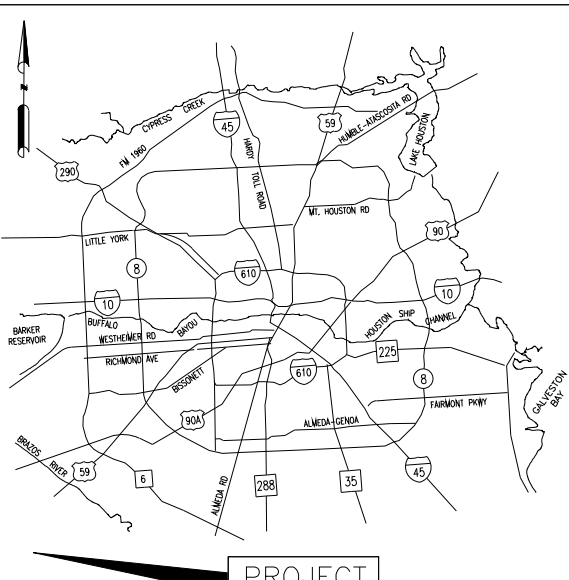 N
CYPRESS CREEK
45
59
HUMBLE-ATASCOSITA RD
LAKE HOUSTON
FM 1960
HARDY TOLL ROAD
290
MT. HOUSTON RD
90
LITTLE YORK
8
610
10
10
BARKER
RESERVOIR
BUFFALO BAYOU
HOUSTON SHIP CHANNEL
WESTHEIMER RD
RICHMOND AVE
225
GALVESTON
BAY
BISSONETT
610
8
FAIRMONT PKWY
90A
ALMEDA-GENOA
BRAZOS RIVER
59
6
ALMEDA RD
288
35
45
PROJECT